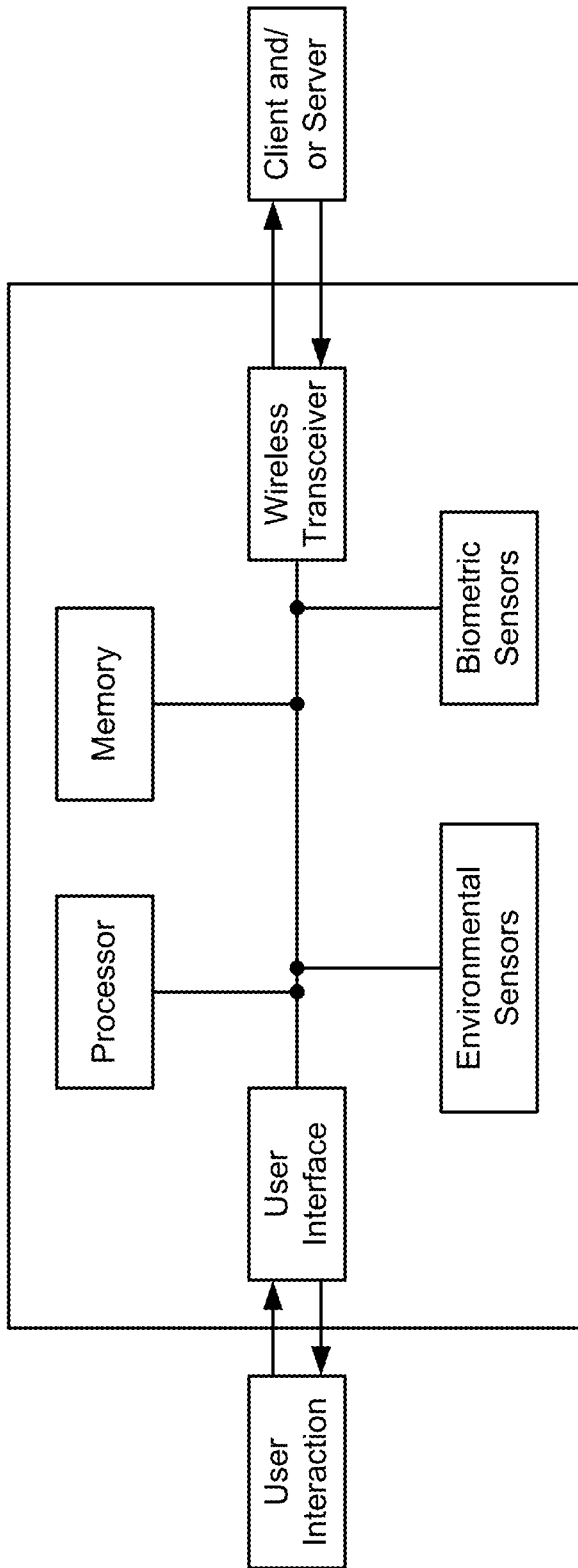 User
Interaction
User
Interface
Processor
Memory
Environmental
Sensors
Biometric
Sensors
Wireless
Transceiver
Client and/
or Server